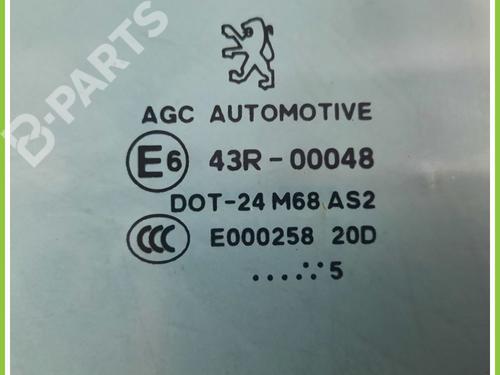 B-PARTS
AGC AUTOMOTIVE
E6 43R-00048
DOT-24 M68 AS2
CCC E000258 20D
.....∴5